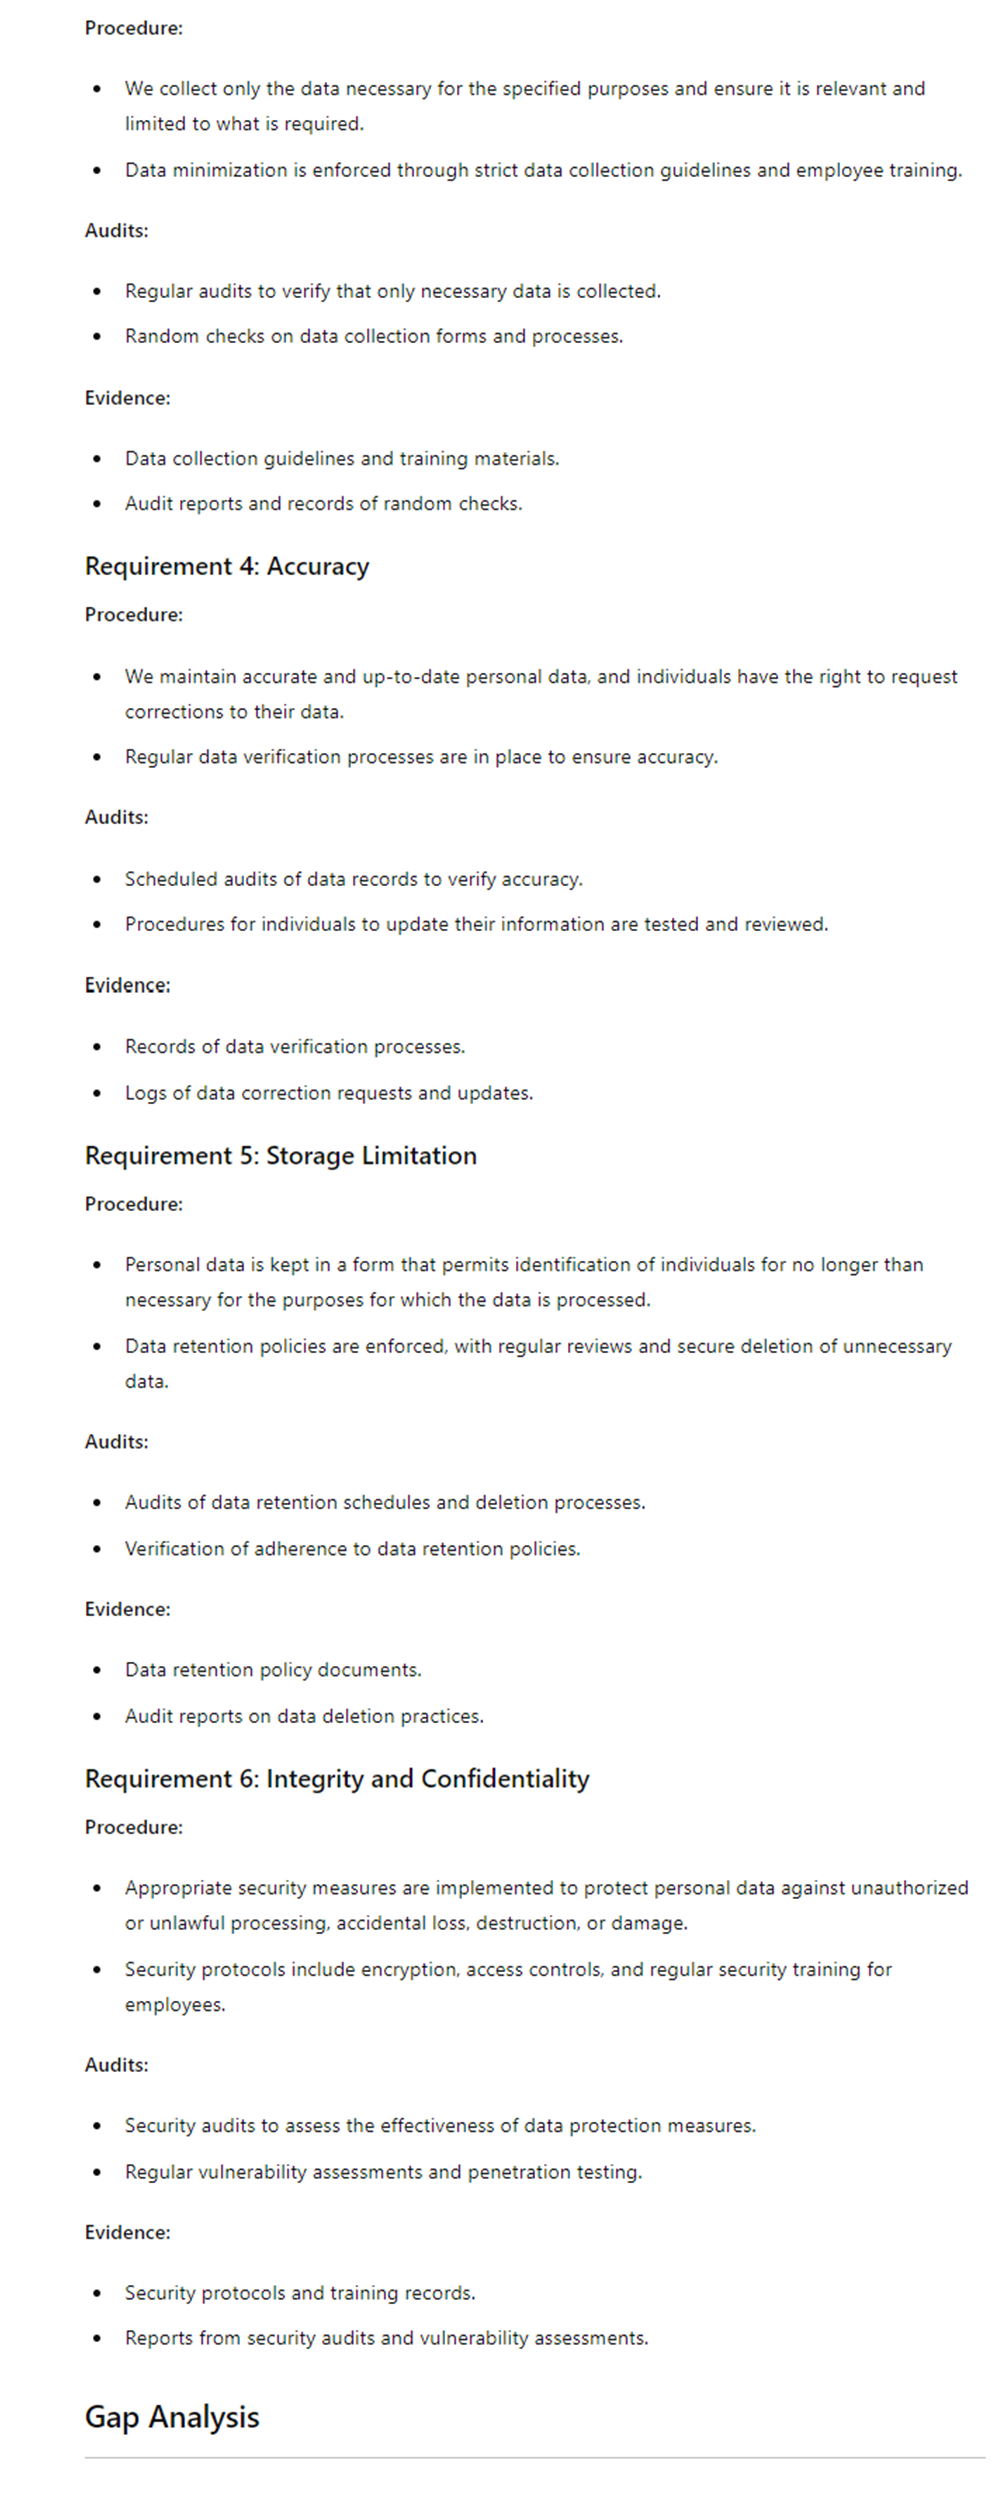 Procedure:
• We collect only the data necessary for the specified purposes and ensure it is relevant and
limited to what is required.
• Data minimization is enforced through strict data collection guidelines and employee training.
Audits:
• Regular audits to verify that only necessary data is collected.
• Random checks on data collection forms and processes.
Evidence:
• Data collection guidelines and training materials.
• Audit reports and records of random checks.
Requirement 4: Accuracy
Procedure:
• We maintain accurate and up-to-date personal data, and individuals have the right to request
corrections to their data.
• Regular data verification processes are in place to ensure accuracy.
Audits:
• Scheduled audits of data records to verify accuracy.
• Procedures for individuals to update their information are tested and reviewed.
Evidence:
• Records of data verification processes.
• Logs of data correction requests and updates.
Requirement 5: Storage Limitation
Procedure:
• Personal data is kept in a form that permits identification of individuals for no longer than
necessary for the purposes for which the data is processed.
• Data retention policies are enforced, with regular reviews and secure deletion of unnecessary
data.
Audits:
• Audits of data retention schedules and deletion processes.
• Verification of adherence to data retention policies.
Evidence:
• Data retention policy documents.
• Audit reports on data deletion practices.
Requirement 6: Integrity and Confidentiality
Procedure:
• Appropriate security measures are implemented to protect personal data against unauthorized
or unlawful processing, accidental loss, destruction, or damage.
• Security protocols include encryption, access controls, and regular security training for
employees.
Audits:
• Security audits to assess the effectiveness of data protection measures.
• Regular vulnerability assessments and penetration testing.
Evidence:
• Security protocols and training records.
• Reports from security audits and vulnerability assessments.
Gap Analysis